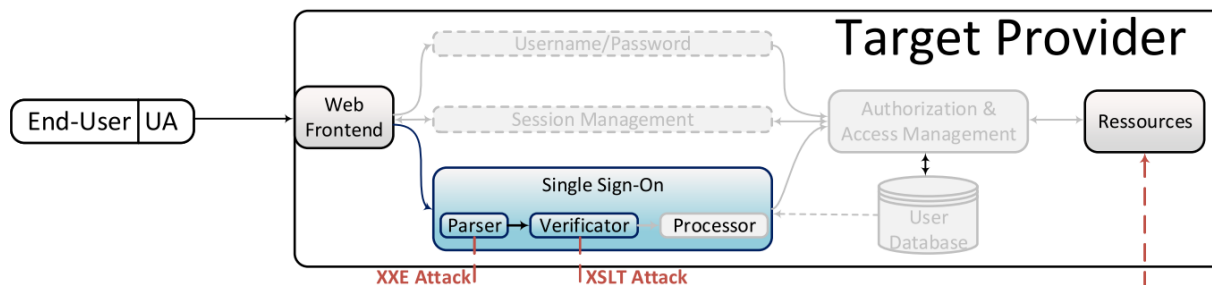 Target Provider
Username/Password
End-User UA
Web
Frontend
Session Management
Authorization &
Access Management
Ressources
Single Sign-On
Parser
Verificator
Processor
User
Database
XXE Attack
XSLT Attack